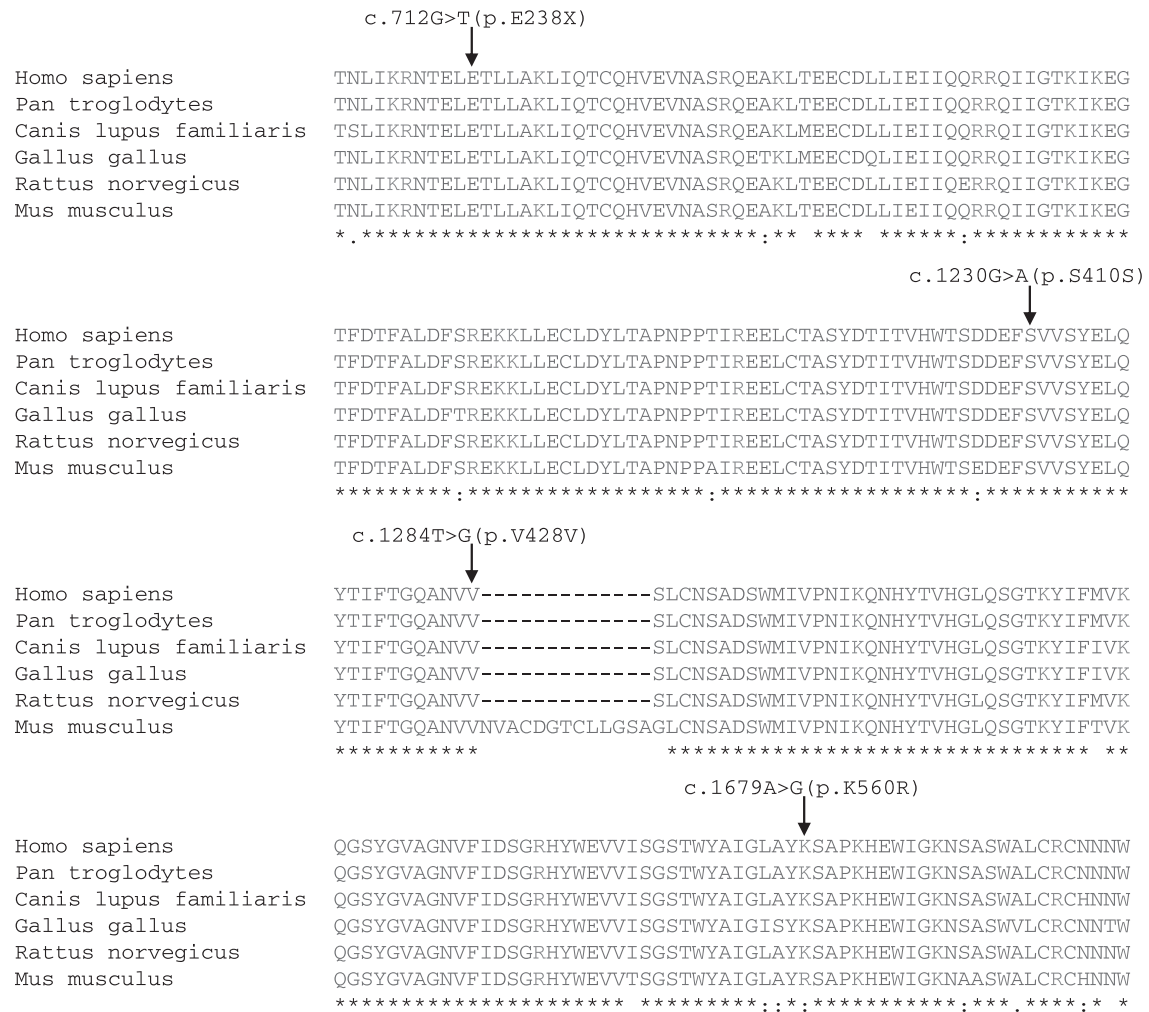 c.712G>T(p.E238X)
Homo sapiens TNLIKRNTELETLLAKLIQTCQHVEVNASRQEAKLTEECDLLIEIIQQRRQIIGTKIKEG
Pan troglodytes TNLIKRNTELETLLAKLIQTCQHVEVNASRQEAKLTEECDLLIEIIQQRRQIIGTKIKEG
Canis lupus familiaris TSLIKRNTELETLLAKLIQTCQHVEVNASRQEAKLMEECDLLIEIIQQRRQIIGTKIKEG
Gallus gallus TNLIKRNTELETLLAKLIQTCQHVEVNASRQETKLMEECDQLIEIIQQRRQIIGTKIKEG
Rattus norvegicus TNLIKRNTELETLLAKLIQTCQHVEVNASRQEAKLTEECDLLIEIIQERRQIIGTKIKEG
Mus musculus TNLIKRNTELETLLAKLIQTCQHVEVNASRQEAKLTEECDLLIEIIQQRRQIIGTKIKEG
*.******************************:** **** ******:************
c.1230G>A(p.S410S)
Homo sapiens TFDTFALDFSREKKLLECLDYLTAPNPPTIREELCTASYDTITVHWTSDDEFSVVSYELQ
Pan troglodytes TFDTFALDFSREKKLLECLDYLTAPNPPTIREELCTASYDTITVHWTSDDEFSVVSYELQ
Canis lupus familiaris TFDTFALDFSREKKLLECLDYLTAPNPPTIREELCTASYDTITVHWTSDDEFSVVSYELQ
Gallus gallus TFDTFALDFTREKKLLECLDYLTAPNPPTIREELCTASYDTITVHWTSDDEFSVVSYELQ
Rattus norvegicus TFDTFALDFSREKKLLECLDYLTAPNPPTIREELCTASYDTITVHWTSDDEFSVVSYELQ
Mus musculus TFDTFALDFSREKKLLECLDYLTAPNPPAIREELCTASYDTITVHWTSEDEFSVVSYELQ
*********:******************:*******************:***********
c.1284T>G(p.V428V)
Homo sapiens YTIFTGQANVV-------------SLCNSADSWMIVPNIKQNHYTVHGLQSGTKYIFMVK
Pan troglodytes YTIFTGQANVV-------------SLCNSADSWMIVPNIKQNHYTVHGLQSGTKYIFMVK
Canis lupus familiaris YTIFTGQANVV-------------SLCNSADSWMIVPNIKQNHYTVHGLQSGTKYIFIVK
Gallus gallus YTIFTGQANVV-------------SLCNSADSWMIVPNIKQNHYTVHGLQSGTKYIFIVK
Rattus norvegicus YTIFTGQANVV-------------SLCNSADSWMIVPNIKQNHYTVHGLQSGTKYIFMVK
Mus musculus YTIFTGQANVVNVACDGTCLLGSAGLCNSADSWMIVPNIKQNHYTVHGLQSGTKYIFTVK
***********              ******************************** **
c.1679A>G(p.K560R)
Homo sapiens QGSYGVAGNVFIDSGRHYWEVVISGSTWYAIGLAYKSAPKHEWIGKNSASWALCRCNNNW
Pan troglodytes QGSYGVAGNVFIDSGRHYWEVVISGSTWYAIGLAYKSAPKHEWIGKNSASWALCRCNNNW
Canis lupus familiaris QGSYGVAGNVFIDSGRHYWEVVISGSTWYAIGLAYKSAPKHEWIGKNSASWALCRCHNNW
Gallus gallus QGSYGVAGNVFIDSGRHYWEVVISGSTWYAIGISYKSAPKHEWIGKNSASWVLCRCNNTW
Rattus norvegicus QGSYGVAGNVFIDSGRHYWEVVISGSTWYAIGLAYKSAPKHEWIGKNSASWALCRCNNNW
Mus musculus QGSYGVAGNVFIDSGRHYWEVVTSGSTWYAIGLAYRSAPKHEWIGKNAASWALCRCHNNW
********************** *********::*:***********:***.****:* *